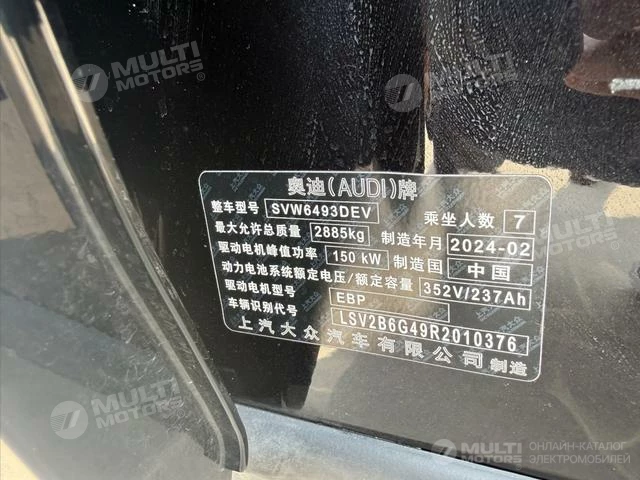 MULTI
MOTORS®
MULTI
MOTORS®
奥迪(AUDI)牌
整车型号 SVW6493DEV 乘坐人数 7
最大允许总质量 2885kg 制造年月 2024-02
驱动电机峰值功率 150 kW 制造国 中国
动力电池系统额定电压/额定容量 352V/237Ah
驱动电机型号 EBP
车辆识别代号 LSV2B6G49R2010376
上汽大众汽车有限公司 制造
MULTI
MOTORS®
MULTI
MOTORS
ОНЛАЙН-КАТАЛОГ
ЭЛЕКТРОМОБИЛЕЙ